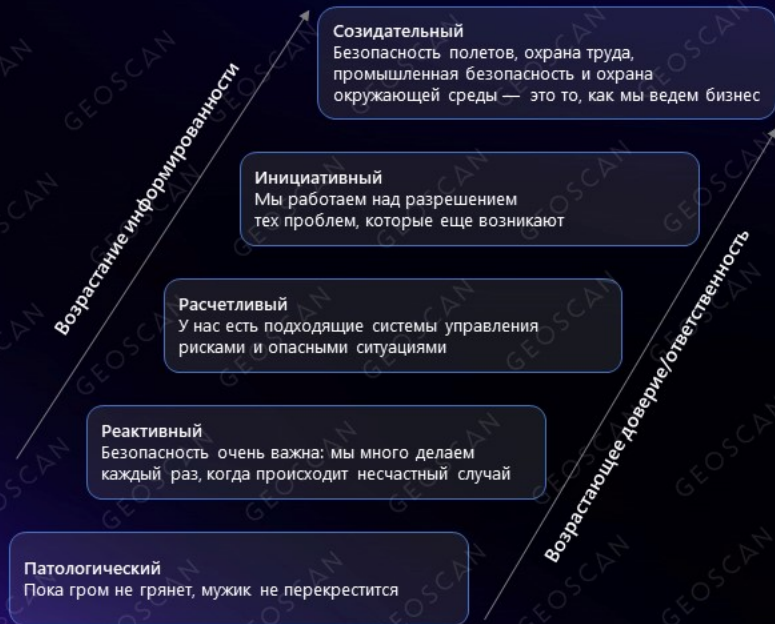 Созидательный
Безопасность полетов, охрана труда,
промышленная безопасность и охрана
окружающей среды — это то, как мы ведем бизнес
Возрастание информированности
Инициативный
Мы работаем над разрешением
тех проблем, которые еще возникают
Расчетливый
У нас есть подходящие системы управления
рисками и опасными ситуациями
Возрастающее доверие/ответственность
Реактивный
Безопасность очень важна: мы много делаем
каждый раз, когда происходит несчастный случай
Патологический
Пока гром не грянет, мужик не перекрестится
GEOSCAN